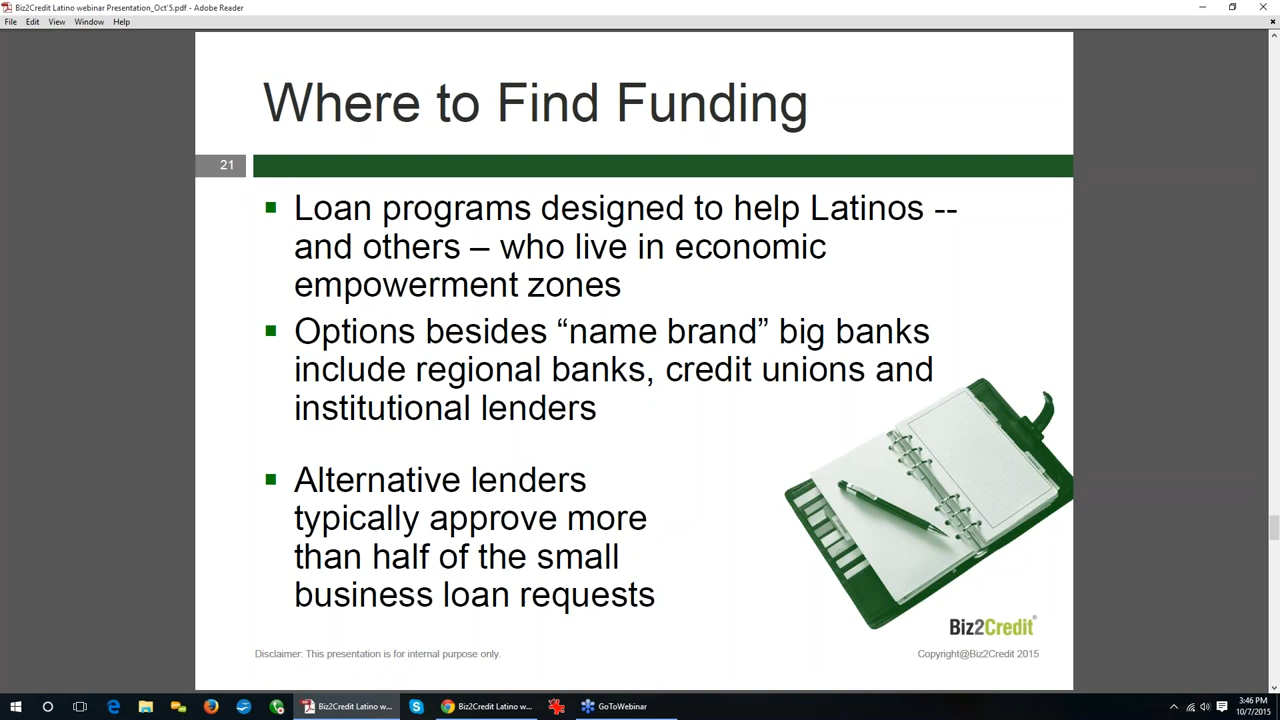 Biz2Credit Latino webinar Presentation_Oct'5.pdf - Adobe Reader
File Edit View Window Help
Where to Find Funding
21
Loan programs designed to help Latinos --
and others – who live in economic
empowerment zones
Options besides “name brand” big banks
include regional banks, credit unions and
institutional lenders
Alternative lenders
typically approve more
than half of the small
business loan requests
Biz2Credit
Disclaimer: This presentation is for internal purpose only.
Copyright@Biz2Credit 2015
Biz2Credit Latino w...
Biz2Credit Latino w...
GoToWebinar
3:46 PM
10/7/2015